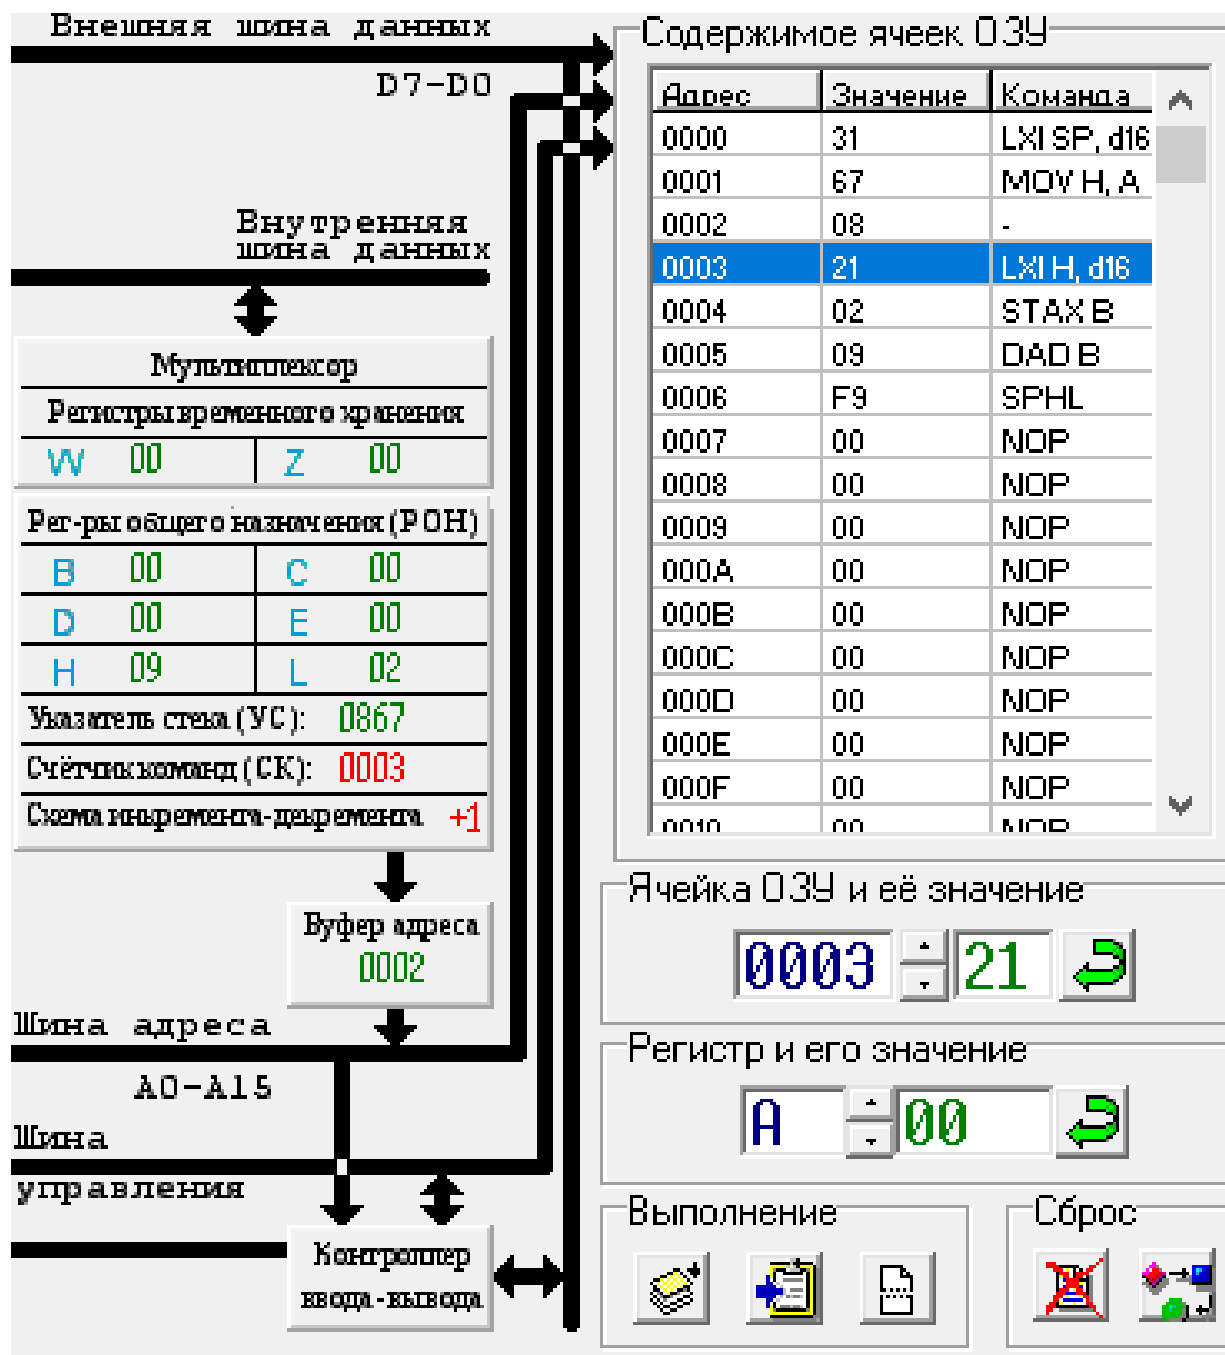 Внешняя шина данных
D7-D0
Внутренняя
шина данных
Мультиплексор
Регистры временного хранения
W 00 Z 00
Рег-ры общего назначения (РОН)
B 00 C 00
D 00 E 00
H 09 L 02
Указатель стека (УС): 0867
Счётчик команд (СК): 0003
Схема инкремента-декремента +1
Буфер адреса
0002
Шина адреса
A0-A15
Шина
управления
Контроллер
ввода-вывода
Содержимое ячеек ОЗУ
Адрес Значение Команда
0000 31 LXI SP, d16
0001 67 MOV H, A
0002 08 -
0003 21 LXI H, d16
0004 02 STAX B
0005 09 DAD B
0006 F9 SPHL
0007 00 NOP
0008 00 NOP
0009 00 NOP
000A 00 NOP
000B 00 NOP
000C 00 NOP
000D 00 NOP
000E 00 NOP
000F 00 NOP
0010 00 NOP
Ячейка ОЗУ и её значение
0003 21
Регистр и его значение
A 00
Выполнение
Сброс